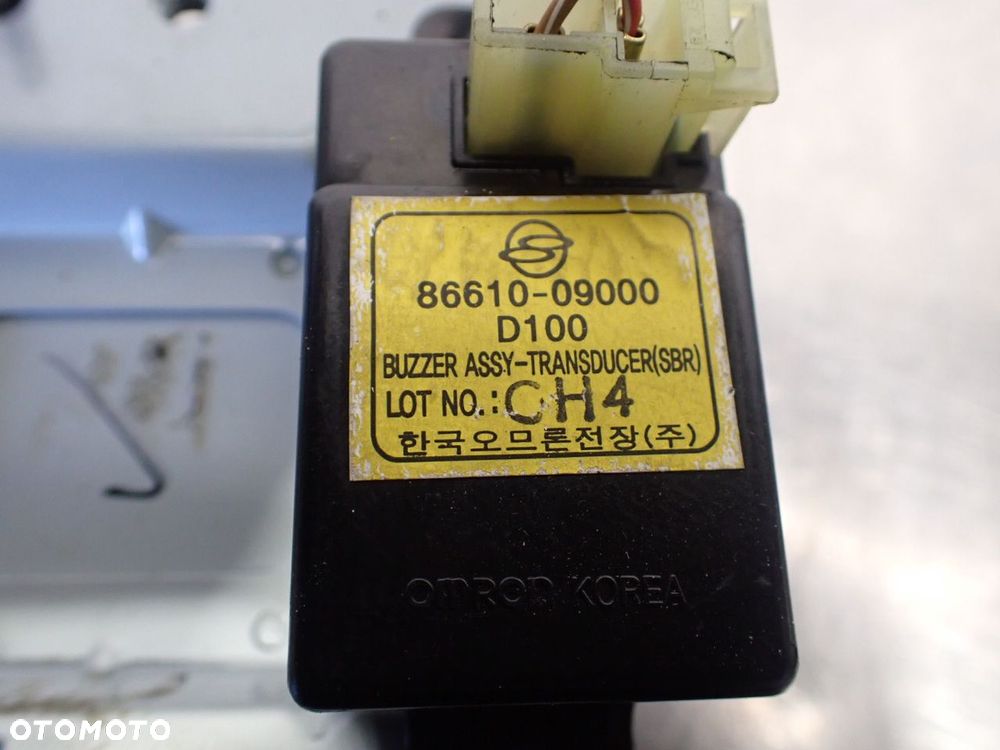 86610-09000
D100
BUZZER ASSY-TRANSDUCER(SBR)
LOT NO.: CH4
한국오므론전장(주)
OMRON KOREA
OTOMOTO